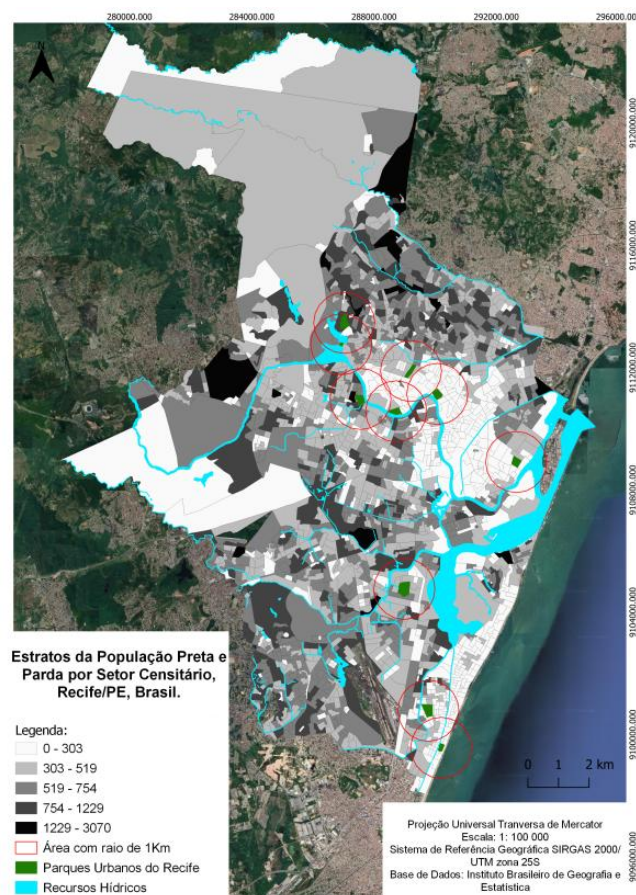 280000.000 284000.000 288000.000 292000.000 296000.000
N
9120000.000
9116000.000
9112000.000
9108000.000
9104000.000
9100000.000
9096000.000
Estratos da População Preta e
Parda por Setor Censitário,
Recife/PE, Brasil.
Legenda:
0 - 303
303 - 519
519 - 754
754 - 1229
1229 - 3070
Área com raio de 1Km
Parques Urbanos do Recife
Recursos Hídricos
0 1 2 km
Projeção Universal Tranversa de Mercator
Escala: 1: 100 000
Sistema de Referência Geográfica SIRGAS 2000/
UTM zona 25S
Base de Dados: Instituto Brasileiro de Geografia e
Estatística